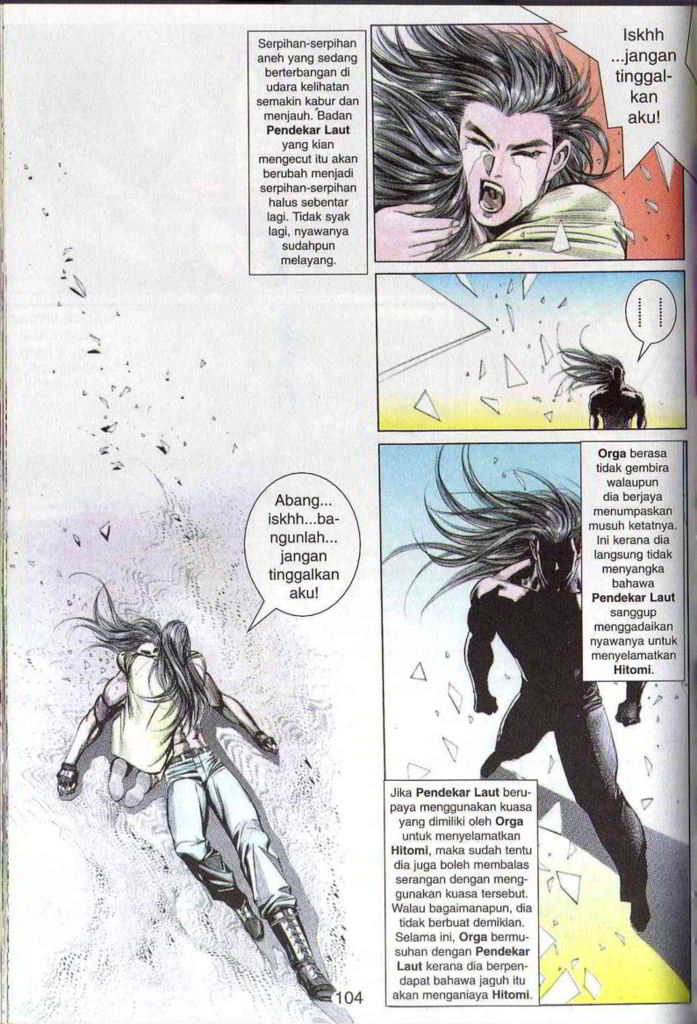 Serpihan-serpihan
aneh yang sedang
berterbangan di
udara kelihatan
semakin kabur dan
menjauh. Badan
Pendekar Laut
yang kian
mengecut itu akan
berubah menjadi
serpihan-serpihan
halus sebentar
lagi. Tidak syak
lagi, nyawanya
sudahpun
melayang.
Iskhh
...jangan
tinggal-
kan
aku!
Abang...
iskhh...ba-
ngunlah...
jangan
tinggalkan
aku!
Orga berasa
tidak gembira
walaupun
dia berjaya
menumpaskan
musuh ketatnya.
Ini kerana dia
langsung tidak
menyangka
bahawa
Pendekar Laut
sanggup
menggadaikan
nyawanya untuk
menyelamatkan
Hitomi.
Jika Pendekar Laut beru-
paya menggunakan kuasa
yang dimiliki oleh Orga
untuk menyelamatkan
Hitomi, maka sudah tentu
dia juga boleh membalas
serangan dengan meng-
gunakan kuasa tersebut.
Walau bagaimanapun, dia
tidak berbuat demikian.
Selama ini, Orga bermu-
suhan dengan Pendekar
Laut kerana dia berpen-
dapat bahawa jaguh itu
akan menganiaya Hitomi.
104